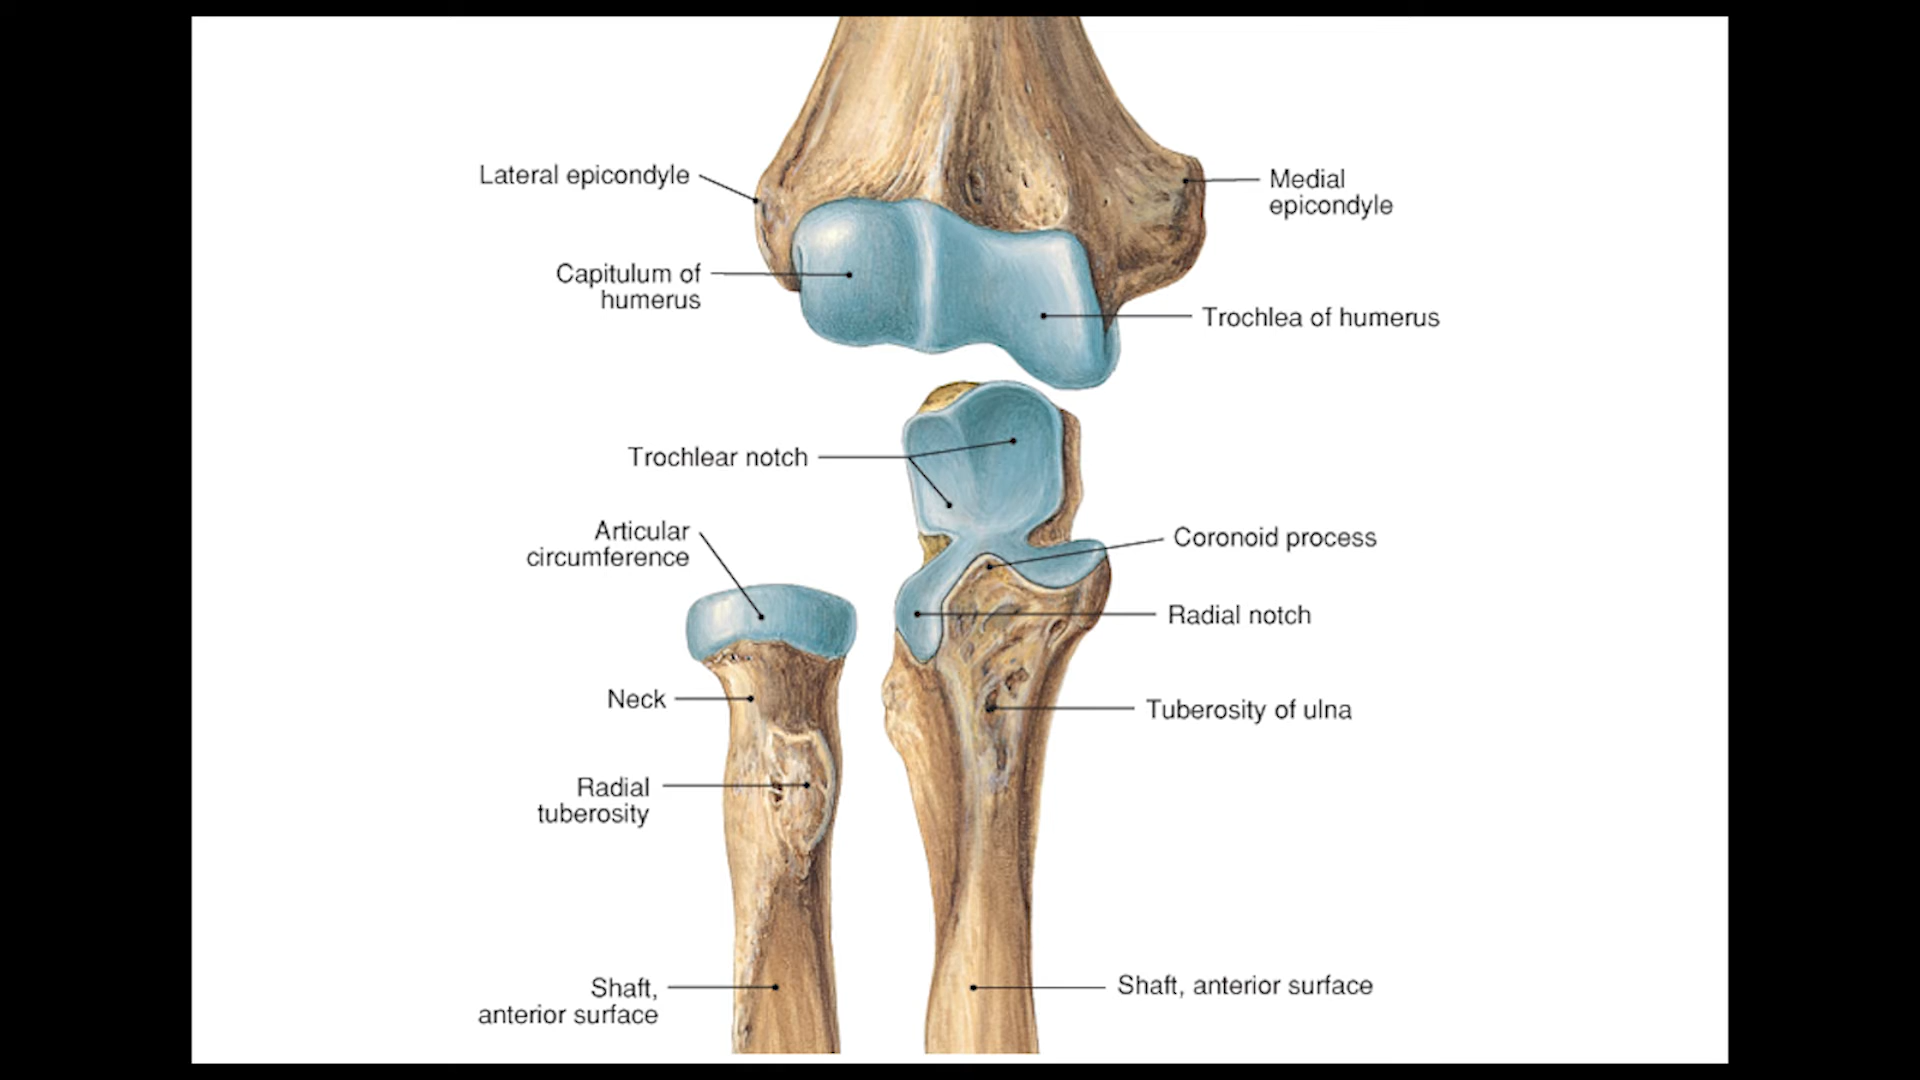 Lateral epicondyle
Medial
epicondyle
Capitulum of
humerus
Trochlea of humerus
Trochlear notch
Articular
circumference
Coronoid process
Radial notch
Neck
Tuberosity of ulna
Radial
tuberosity
Shaft,
anterior surface
Shaft, anterior surface